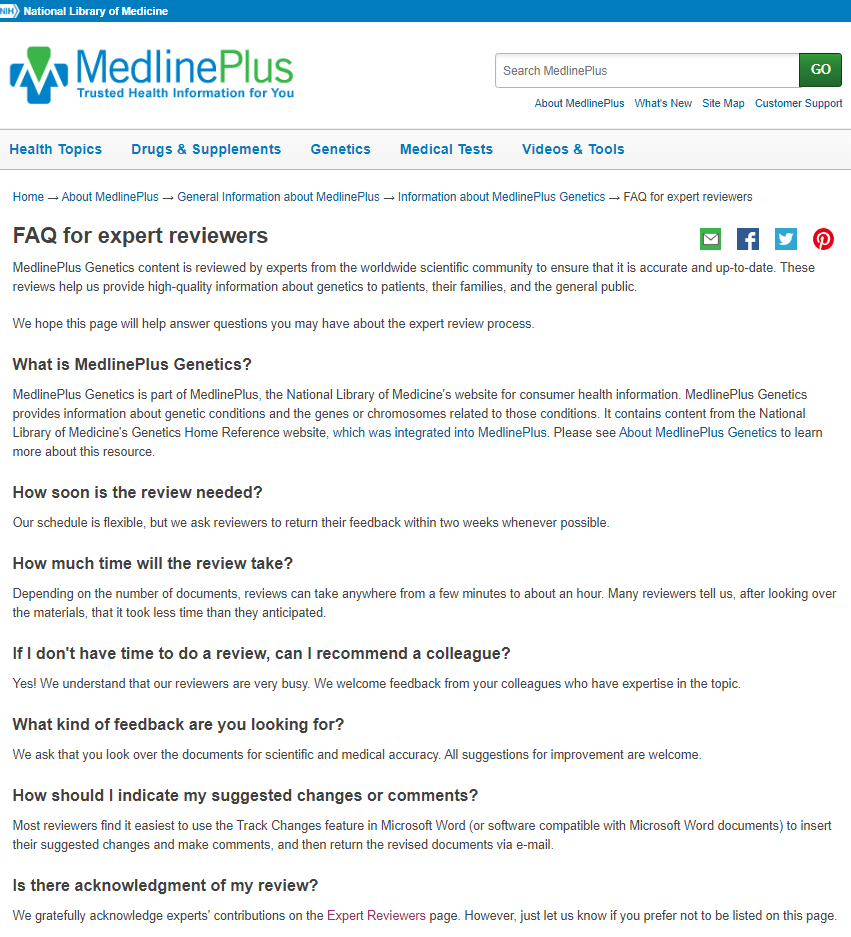 NIH National Library of Medicine
MedlinePlus
Trusted Health Information for You
Search MedlinePlus GO
About MedlinePlus What's New Site Map Customer Support
Health Topics Drugs & Supplements Genetics Medical Tests Videos & Tools
Home → About MedlinePlus → General Information about MedlinePlus → Information about MedlinePlus Genetics → FAQ for expert reviewers
FAQ for expert reviewers
MedlinePlus Genetics content is reviewed by experts from the worldwide scientific community to ensure that it is accurate and up-to-date. These
reviews help us provide high-quality information about genetics to patients, their families, and the general public.
We hope this page will help answer questions you may have about the expert review process.
What is MedlinePlus Genetics?
MedlinePlus Genetics is part of MedlinePlus, the National Library of Medicine's website for consumer health information. MedlinePlus Genetics
provides information about genetic conditions and the genes or chromosomes related to those conditions. It contains content from the National
Library of Medicine's Genetics Home Reference website, which was integrated into MedlinePlus. Please see About MedlinePlus Genetics to learn
more about this resource.
How soon is the review needed?
Our schedule is flexible, but we ask reviewers to return their feedback within two weeks whenever possible.
How much time will the review take?
Depending on the number of documents, reviews can take anywhere from a few minutes to about an hour. Many reviewers tell us, after looking over
the materials, that it took less time than they anticipated.
If I don't have time to do a review, can I recommend a colleague?
Yes! We understand that our reviewers are very busy. We welcome feedback from your colleagues who have expertise in the topic.
What kind of feedback are you looking for?
We ask that you look over the documents for scientific and medical accuracy. All suggestions for improvement are welcome.
How should I indicate my suggested changes or comments?
Most reviewers find it easiest to use the Track Changes feature in Microsoft Word (or software compatible with Microsoft Word documents) to insert
their suggested changes and make comments, and then return the revised documents via e-mail.
Is there acknowledgment of my review?
We gratefully acknowledge experts' contributions on the Expert Reviewers page. However, just let us know if you prefer not to be listed on this page.